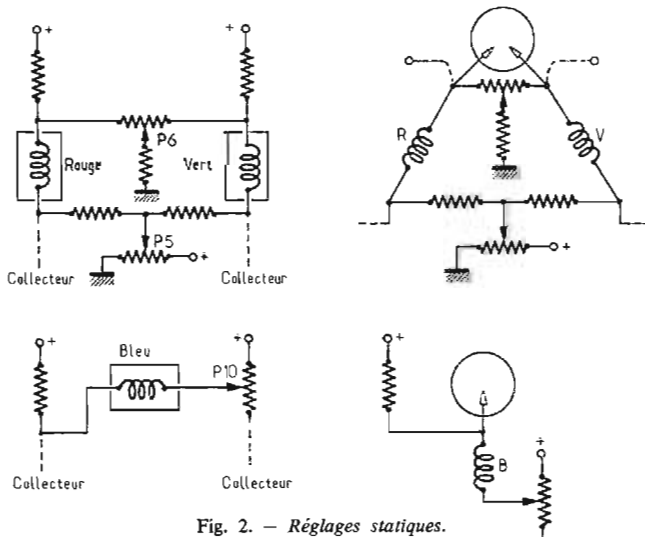 + +
P6
Rouge Vert
P5
+
Collecteur Collecteur
R V
+
+ +
Bleu
P10
Collecteur Collecteur
+
B
+
Fig. 2. — Réglages statiques.